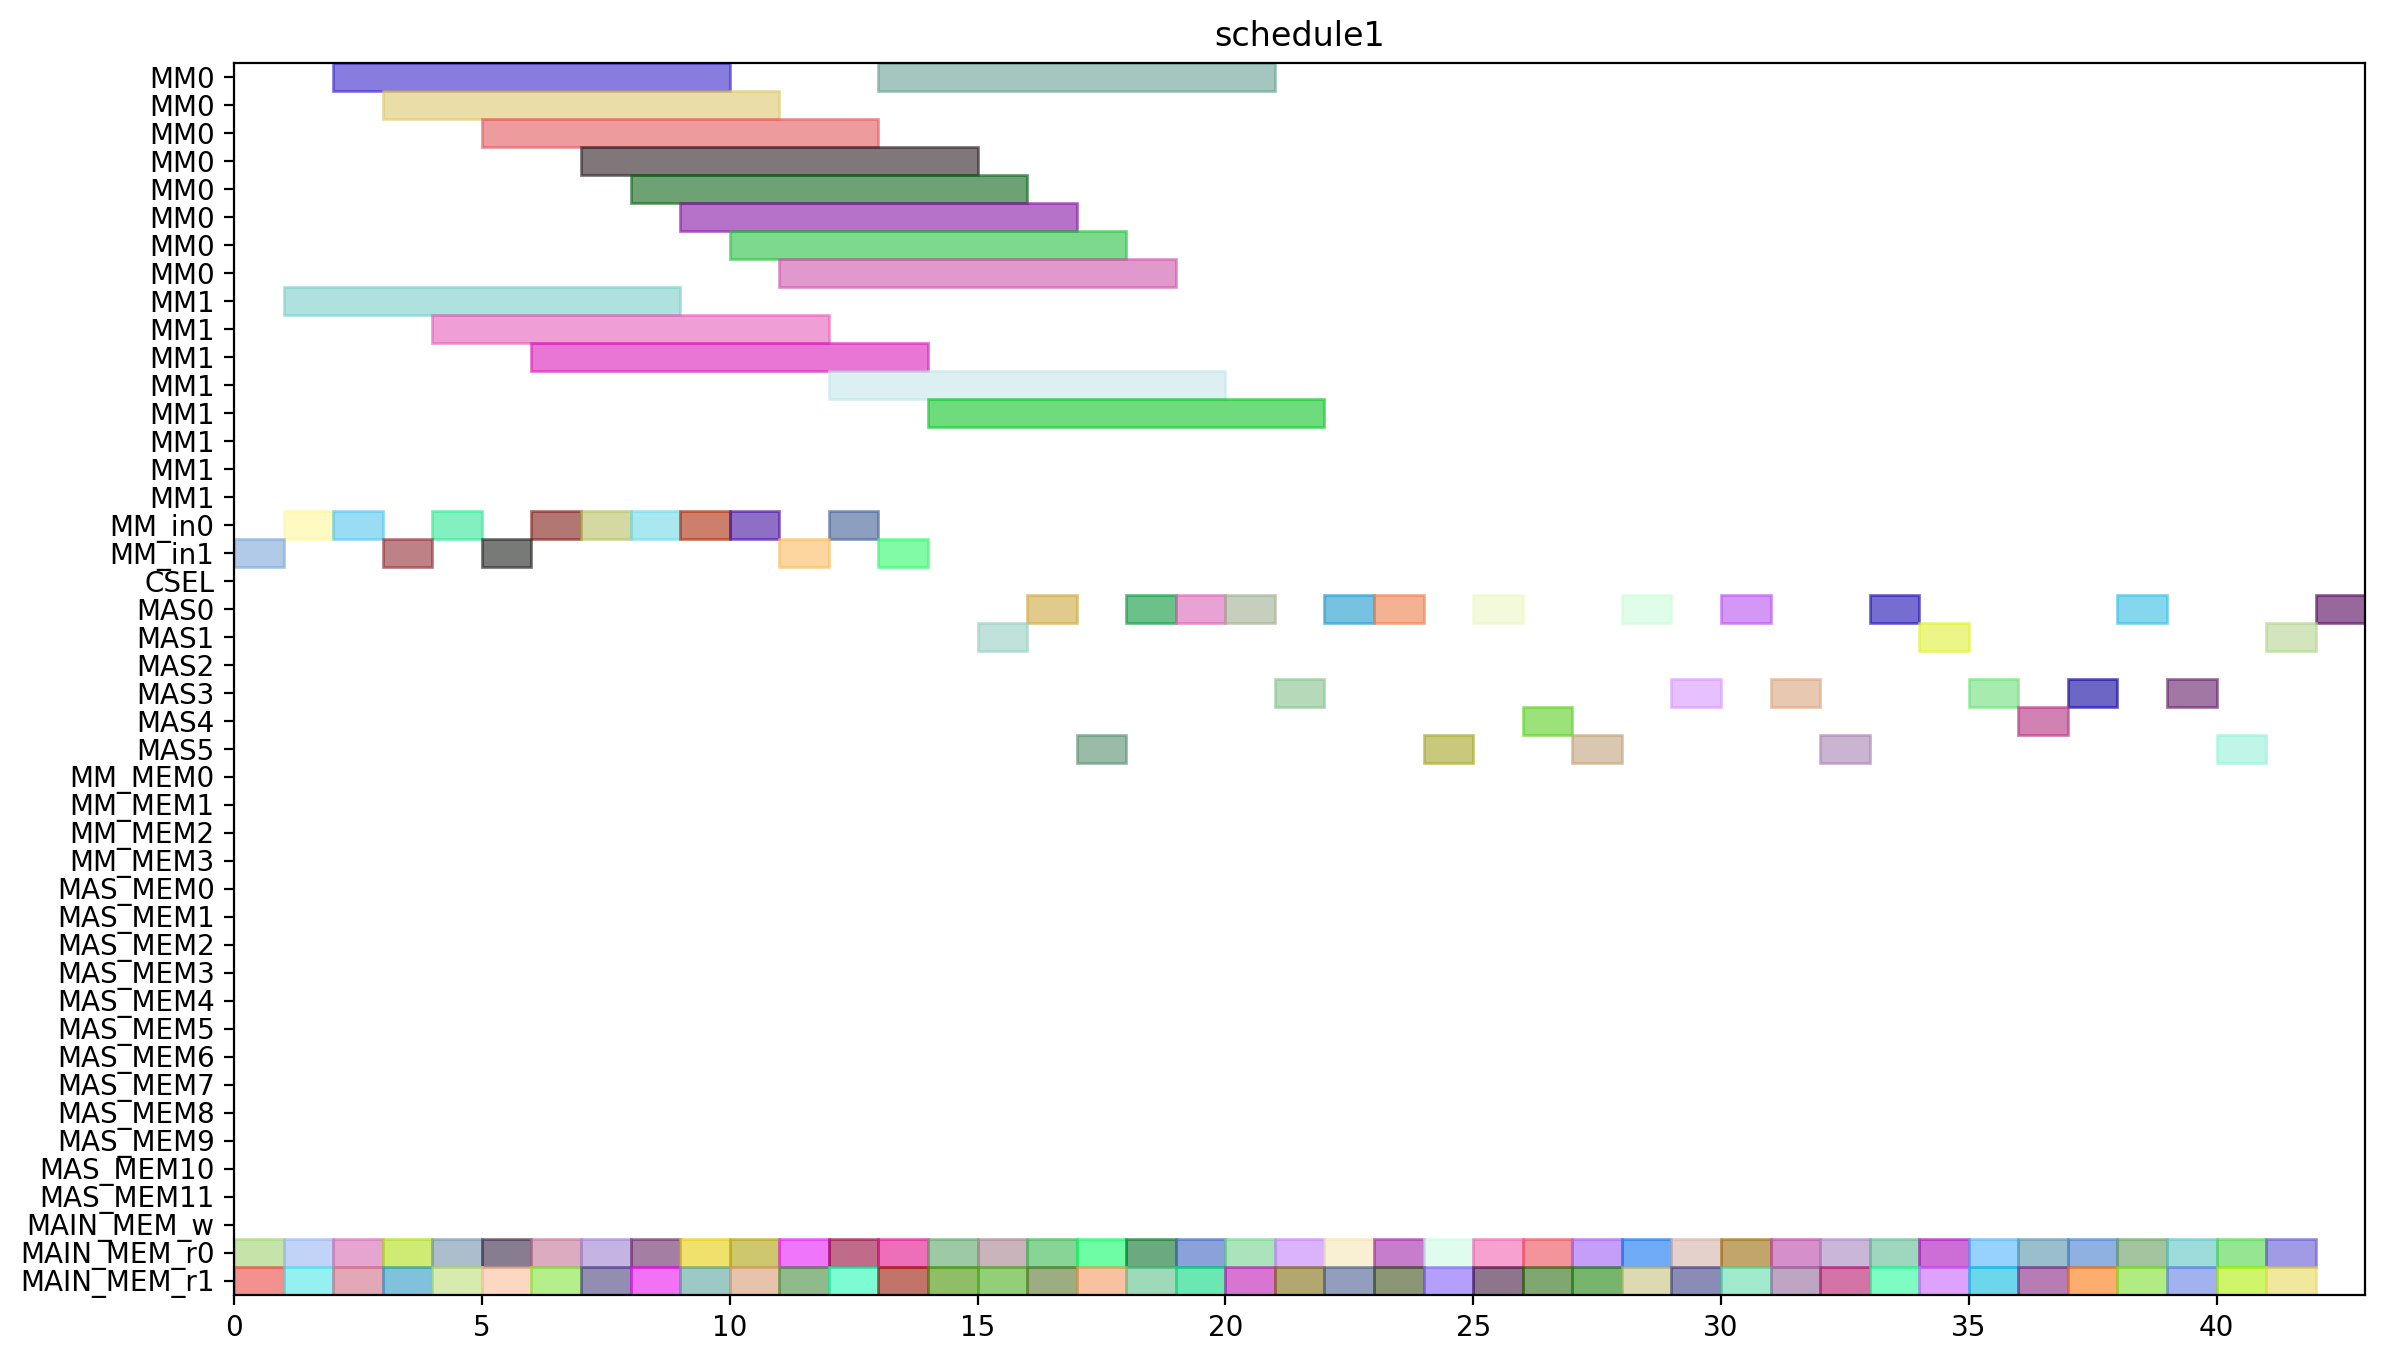 schedule1
MM0
MM0
MM0
MM0
MM0
MM0
MM0
MM0
MM1
MM1
MM1
MM1
MM1
MM1
MM1
MM1
MM_in0
MM_in1
CSEL
MAS0
MAS1
MAS2
MAS3
MAS4
MAS5
MM_MEM0
MM_MEM1
MM_MEM2
MM_MEM3
MAS_MEM0
MAS_MEM1
MAS_MEM2
MAS_MEM3
MAS_MEM4
MAS_MEM5
MAS_MEM6
MAS_MEM7
MAS_MEM8
MAS_MEM9
MAS_MEM10
MAS_MEM11
MAIN_MEM_w
MAIN_MEM_r0
MAIN_MEM_r1
0 5 10 15 20 25 30 35 40